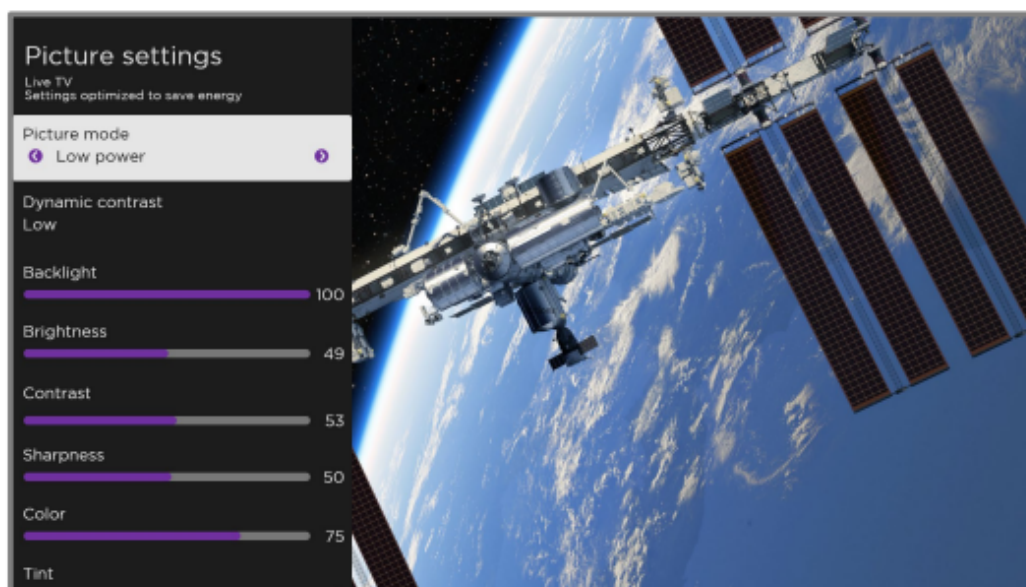 Picture settings
Live TV
Settings optimized to save energy
Picture mode
Low power
Dynamic contrast
Low
Backlight
100
Brightness
49
Contrast
53
Sharpness
50
Color
75
Tint